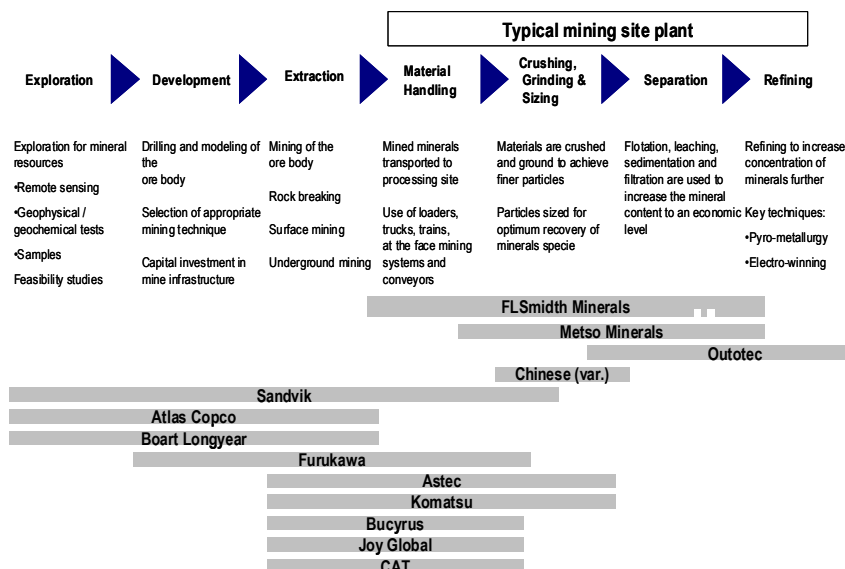 Typical mining site plant
Exploration
Development
Extraction
Material
Handling
Crushing,
Grinding &
Sizing
Separation
Refining
Exploration for mineral
resources
•Remote sensing
•Geophysical /
geochemical tests
•Samples
Feasibility studies
Drilling and modeling of
the
ore body
Selection of appropriate
mining technique
Capital investment in
mine infrastructure
Mining of the
ore body
Rock breaking
Surface mining
Underground mining
Mined minerals
transported to
processing site
Use of loaders,
trucks, trains,
at the face mining
systems and
conveyors
Materials are crushed
and ground to achieve
finer particles
Particles sized for
optimum recovery of
minerals specie
Flotation, leaching,
sedimentation and
filtration are used to
increase the mineral
content to an economic
level
Refining to increase
concentration of
minerals further
Key techniques:
•Pyro-metallurgy
•Electro-winning
FLSmidth Minerals
Metso Minerals
Outotec
Chinese (var.)
Sandvik
Atlas Copco
Boart Longyear
Furukawa
Astec
Komatsu
Bucyrus
Joy Global
CAT